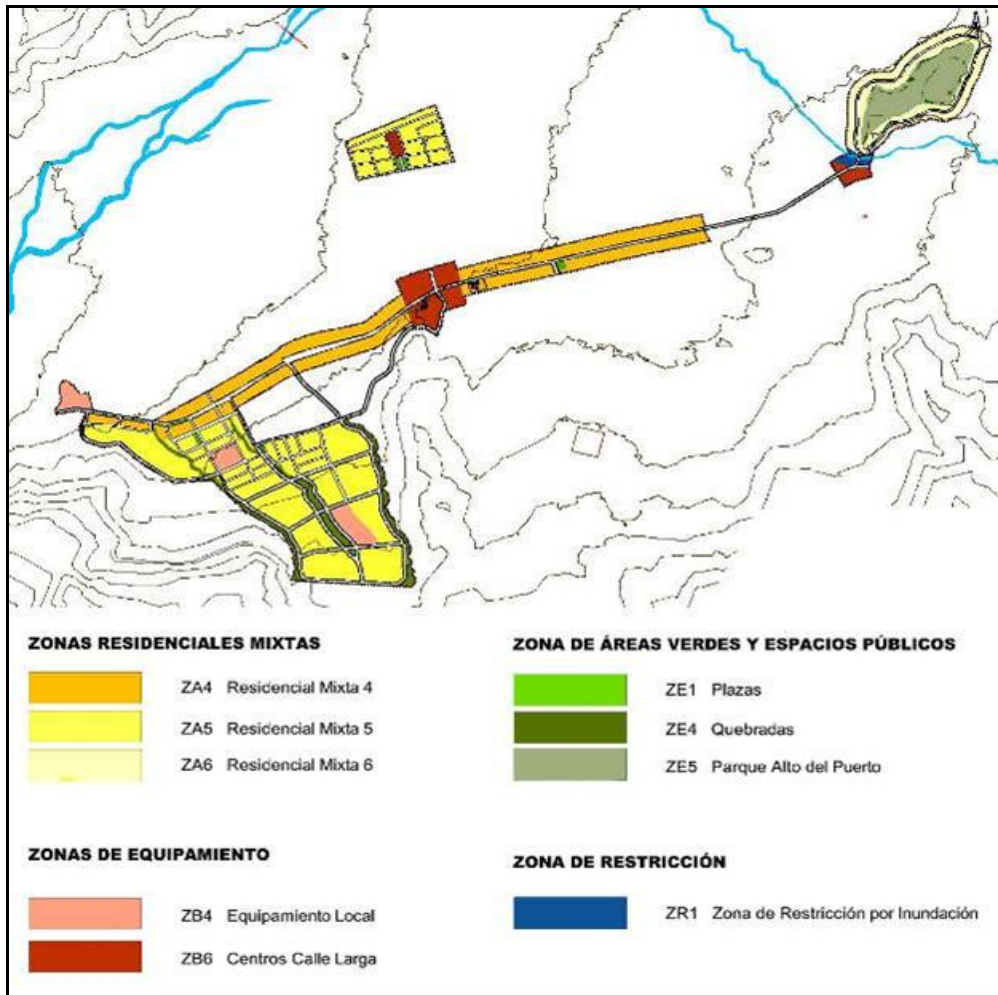 ZONAS RESIDENCIALES MIXTAS
ZA4 Residencial Mixta 4
ZA5 Residencial Mixta 5
ZA6 Residencial Mixta 6
ZONAS DE EQUIPAMIENTO
ZB4 Equipamiento Local
ZB6 Centros Calle Larga
ZONA DE ÁREAS VERDES Y ESPACIOS PÚBLICOS
ZE1 Plazas
ZE4 Quebradas
ZE5 Parque Alto del Puerto
ZONA DE RESTRICCIÓN
ZR1 Zona de Restricción por Inundación